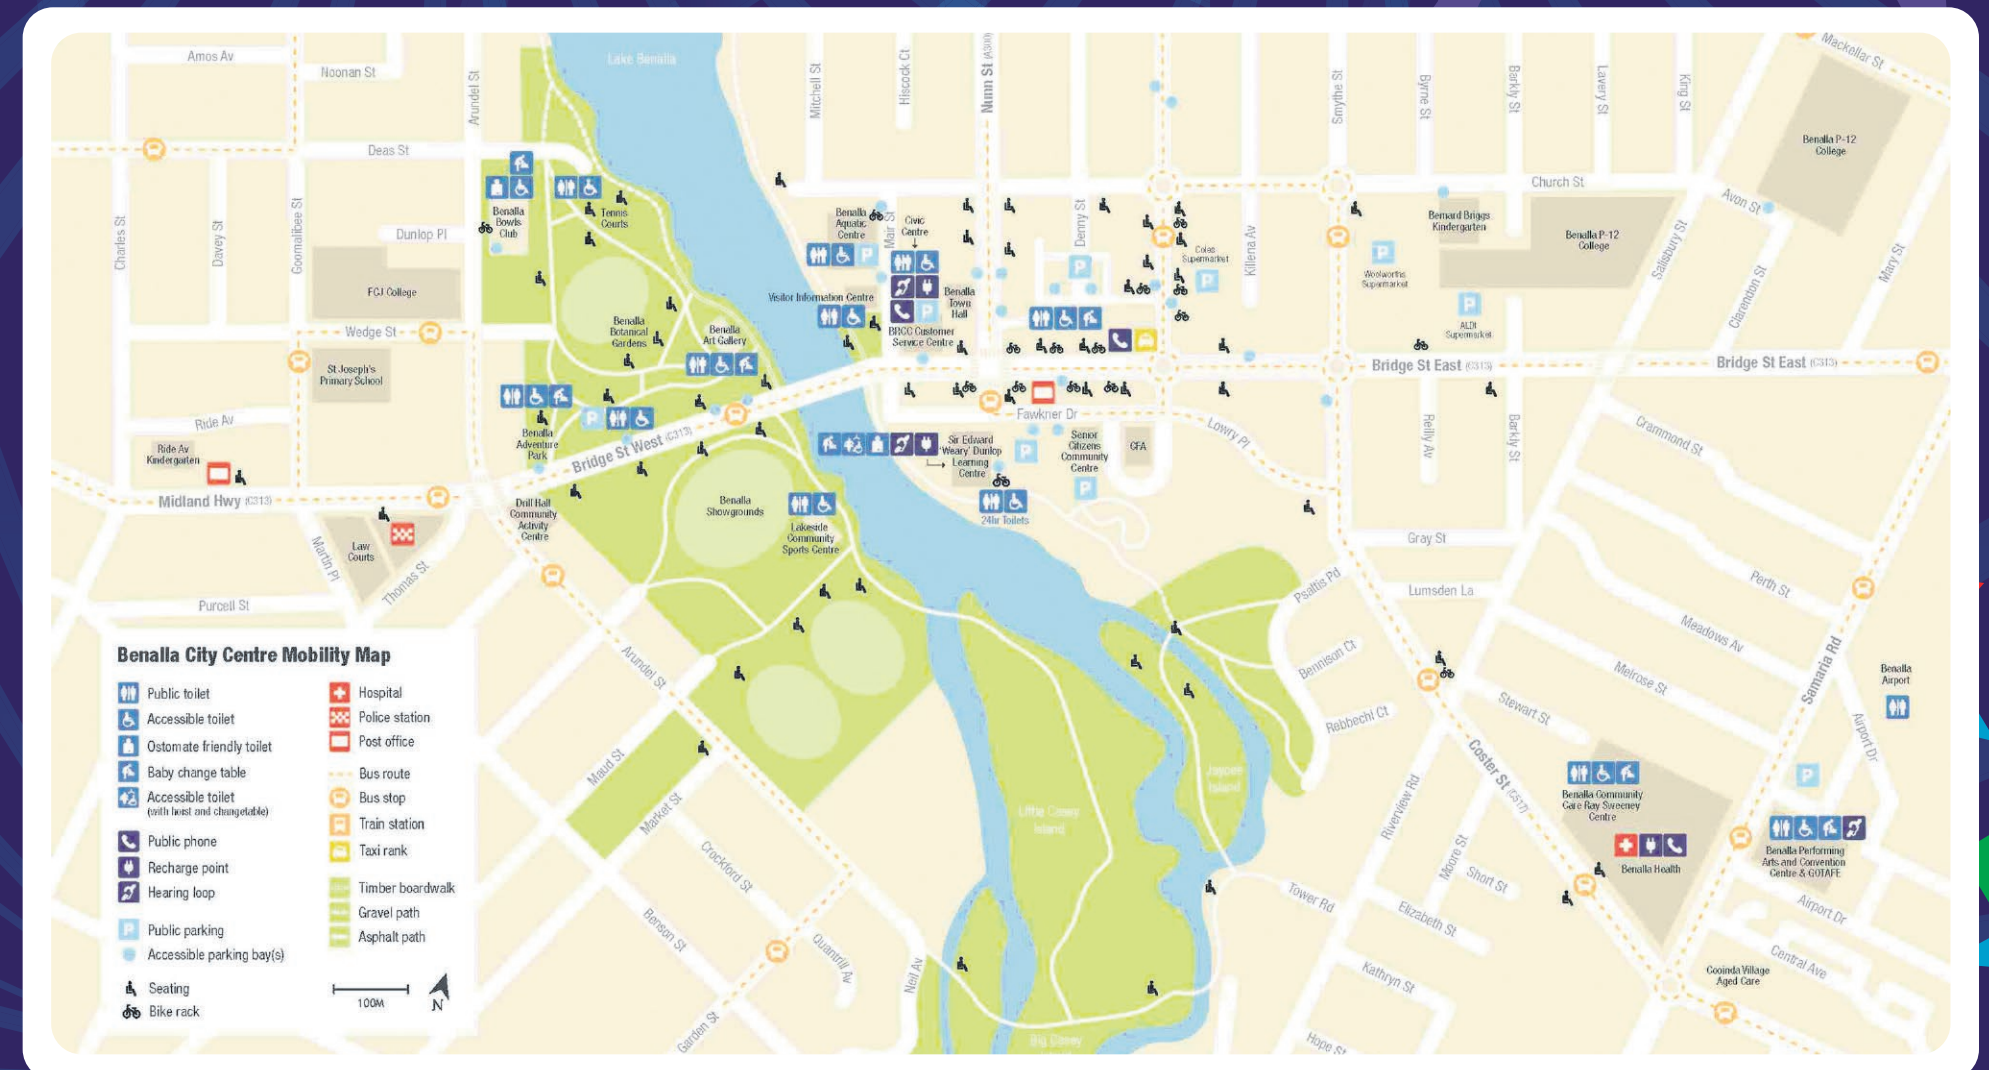 Amos Av
Noonan St
Arundel St
Lake Benalla
Mitchell St
Hiscock Ct
Nunn St (A300)
Smythe St
Byrne St
Barkly St
Lavery St
King St
Mackellar St
Benalla P-12
College
Deas St
Charles St
Davey St
Goomalibee St
Dunlop Pl
FCJ College
Wedge St
St Joseph's
Primary School
Ride Av
Ride Av
Kindergarten
Midland Hwy (C313)
Law
Courts
Martin Pl
Thomas St
Purcell St
Benalla
Bowls
Club
Tennis
Courts
Benalla
Botanical
Gardens
Benalla
Art Gallery
Benalla
Adventure
Park
Bridge St West (C313)
Drill Hall
Community
Activity
Centre
Benalla
Showgrounds
Lakeside
Community
Sports Centre
Benalla
Aquatic
Centre
Mair St
Civic
Centre
P
Visitor Information Centre
Benalla
Town
Hall
P
BRCC Customer
Service Centre
Denny St
P
Coles
Supermarket
P
Killena Av
Church St
Bernard Briggs
Kindergarten
Benalla P-12
College
P
Woolworths
Supermarket
P
ALDI
Supermarket
Salisbury St
Avon St
Clarendon St
Mary St
Bridge St East (C313)
Bridge St East (C313)
P
Fawkner Dr
Lowry Pl
Sir Edward
'Weary' Dunlop
Learning
Centre
P
Senior
Citizens
Community
Centre
P
CFA
24hr Toilets
Reilly Av
Barkly St
Crammond St
Gray St
Lumsden La
Psaltis Pd
Bennison Ct
Rebbechi Ct
Perth St
Meadows Av
Melrose St
Stewart St
Samaria Rd
Benalla
Airport
Airport Dr
P
Coster St (C517)
Riverview Rd
Moore St
Short St
Elizabeth St
Tower Rd
Kathryn St
Hope St
Benalla Community
Care Ray Sweeney
Centre
Benalla Health
Benalla Performing
Arts and Convention
Centre & GOTAFE
Airport Dr
Central Ave
Cooinda Village
Aged Care
Jaycee
Island
Little Casey
Island
Big Casey
Arundel St
Maud St
Market St
Crockford St
Benson St
Quantrill Av
Neil Av
Garden St
Benalla City Centre Mobility Map
Public toilet
Accessible toilet
Ostomate friendly toilet
Baby change table
Accessible toilet
(with hoist and changetable)
Public phone
Recharge point
Hearing loop
P Public parking
Accessible parking bay(s)
Seating
Bike rack
Hospital
Police station
Post office
Bus route
Bus stop
Train station
Taxi rank
Timber boardwalk
Gravel path
Asphalt path
100M
N